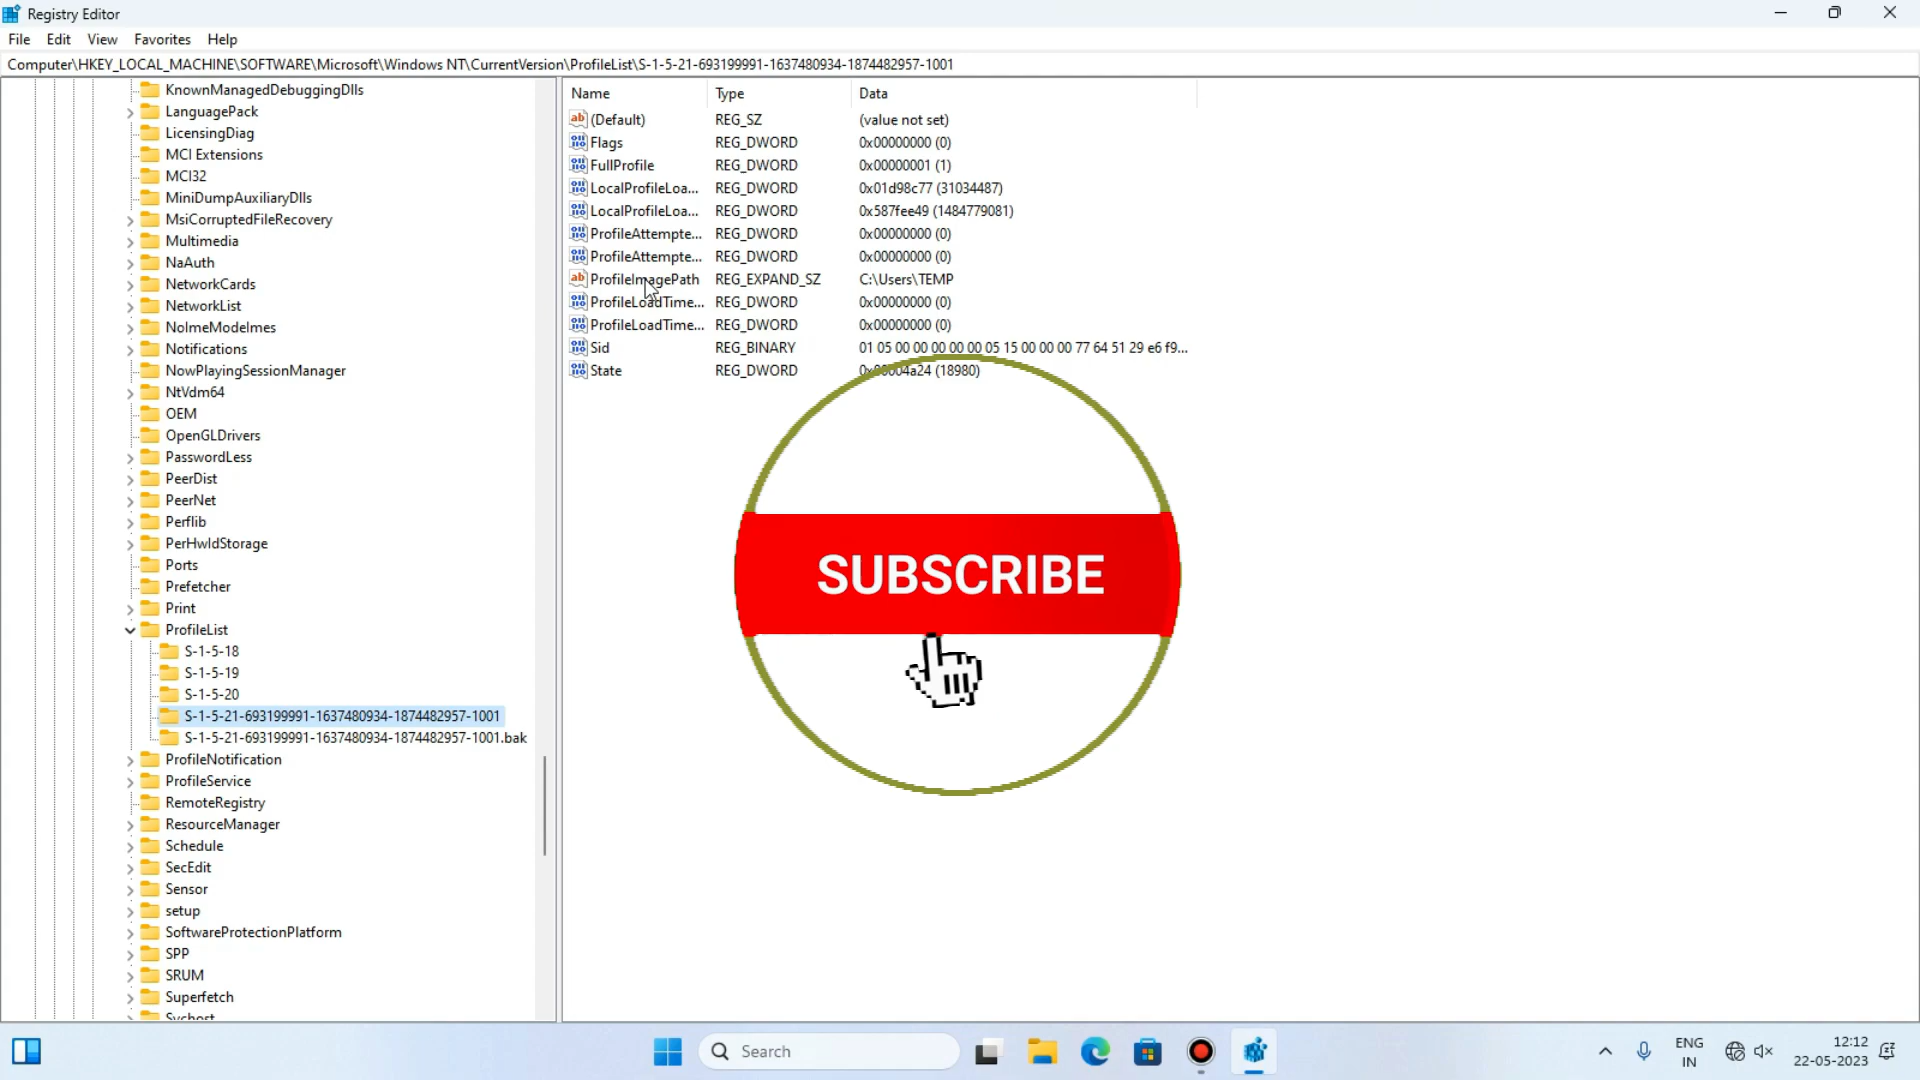 Registry Editor
File Edit View Favorites Help
Computer\HKEY_LOCAL_MACHINE\SOFTWARE\Microsoft\Windows NT\CurrentVersion\ProfileList\S-1-5-21-693199991-1637480934-1874482957-1001
KnownManagedDebuggingDlls
LanguagePack
LicensingDiag
MCI Extensions
MCI32
MiniDumpAuxiliaryDlls
MsiCorruptedFileRecovery
Multimedia
NaAuth
NetworkCards
NetworkList
NoImeModeImes
Notifications
NowPlayingSessionManager
NtVdm64
OEM
OpenGLDrivers
PasswordLess
PeerDist
PeerNet
Perflib
PerHwIdStorage
Ports
Prefetcher
Print
ProfileList
S-1-5-18
S-1-5-19
S-1-5-20
S-1-5-21-693199991-1637480934-1874482957-1001
S-1-5-21-693199991-1637480934-1874482957-1001.bak
ProfileNotification
ProfileService
RemoteRegistry
ResourceManager
Schedule
SecEdit
Sensor
setup
SoftwareProtectionPlatform
SPP
SRUM
Superfetch
Svchost
Name Type Data
(Default) REG_SZ (value not set)
Flags REG_DWORD 0x00000000 (0)
FullProfile REG_DWORD 0x00000001 (1)
LocalProfileLoa... REG_DWORD 0x01d98c77 (31034487)
LocalProfileLoa... REG_DWORD 0x587fee49 (1484779081)
ProfileAttempte... REG_DWORD 0x00000000 (0)
ProfileAttempte... REG_DWORD 0x00000000 (0)
ProfileImagePath REG_EXPAND_SZ C:\Users\TEMP
ProfileLoadTime... REG_DWORD 0x00000000 (0)
ProfileLoadTime... REG_DWORD 0x00000000 (0)
Sid REG_BINARY 01 05 00 00 00 00 00 05 15 00 00 00 77 64 51 29 e6 f9...
State REG_DWORD 0x00004a24 (18980)
SUBSCRIBE
Search
ENG
IN
12:12
22-05-2023